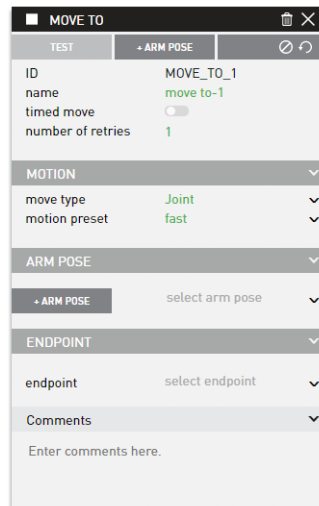 MOVE TO
TEST
+ ARM POSE
ID MOVE_TO_1
name move to-1
timed move
number of retries 1
MOTION
move type Joint
motion preset fast
ARM POSE
+ ARM POSE select arm pose
ENDPOINT
endpoint select endpoint
Comments
Enter comments here.